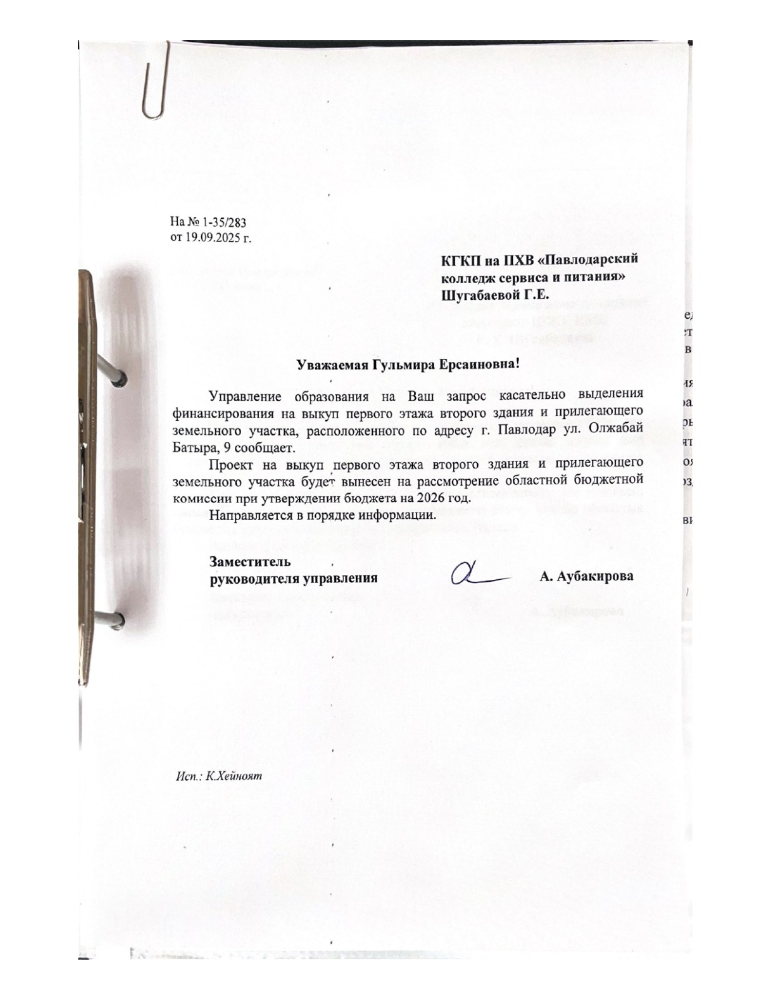 На № 1-35/283
от 19.09.2025 г.
КГКП на ПХВ «Павлодарский
колледж сервиса и питания»
Шугабаевой Г.Е.
Уважаемая Гульмира Ерсаиновна!
Управление образования на Ваш запрос касательно выделения
финансирования на выкуп первого этажа второго здания и прилегающего
земельного участка, расположенного по адресу г. Павлодар ул. Олжабай
Батыра, 9 сообщает.
Проект на выкуп первого этажа второго здания и прилегающего
земельного участка будет вынесен на рассмотрение областной бюджетной
комиссии при утверждении бюджета на 2026 год.
Направляется в порядке информации.
Заместитель
руководителя управления А. Аубакирова
Исп.: К.Хейноят